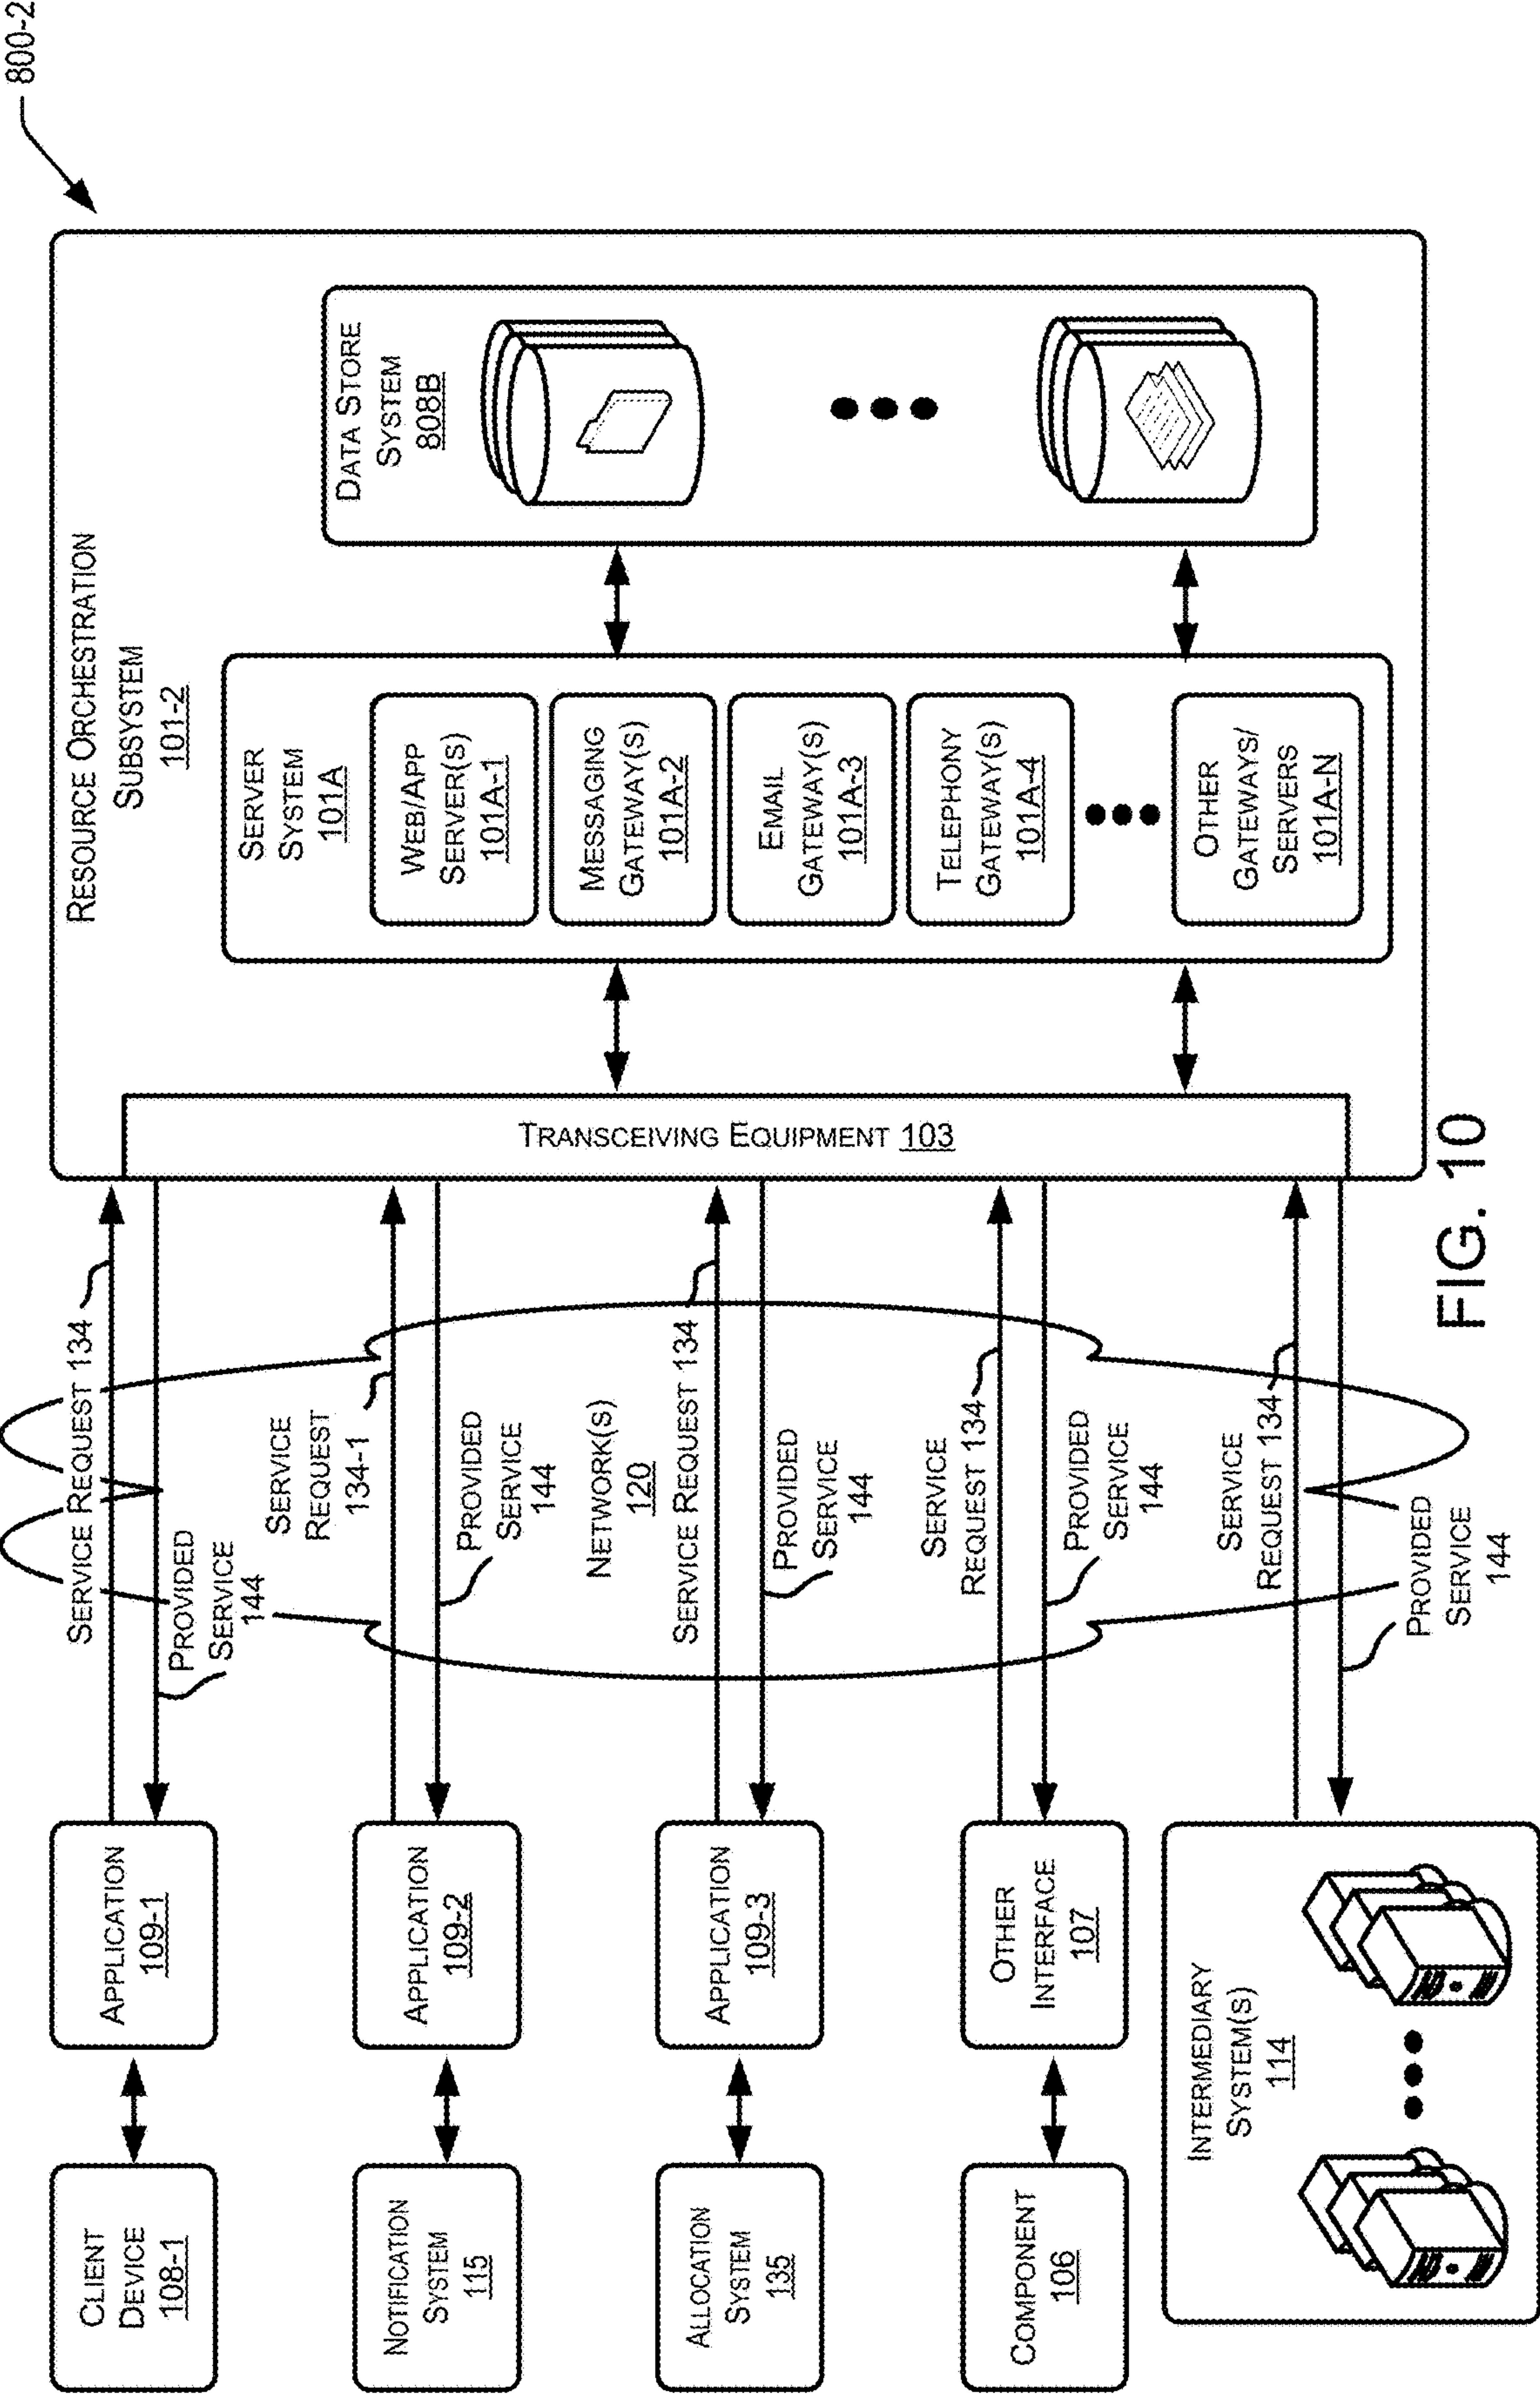 800-2
RESOURCE ORCHESTRATION
SUBSYSTEM
101-2
DATA STORE
SYSTEM
808B
SERVER
SYSTEM
101A
WEB/APP
SERVER(S)
101A-1
MESSAGING
GATEWAY(S)
101A-2
EMAIL
GATEWAY(S)
101A-3
TELEPHONY
GATEWAY(S)
101A-4
OTHER
GATEWAYS/
SERVERS
101A-N
TRANSCEIVING EQUIPMENT 103
SERVICE REQUEST 134
PROVIDED
SERVICE
144
SERVICE
REQUEST
134-1
PROVIDED
SERVICE
144
NETWORK(S)
120
SERVICE REQUEST 134
PROVIDED
SERVICE
144
SERVICE
REQUEST 134
PROVIDED
SERVICE
144
SERVICE
REQUEST 134
PROVIDED
SERVICE
144
APPLICATION
109-1
APPLICATION
109-2
APPLICATION
109-3
OTHER
INTERFACE
107
CLIENT
DEVICE
108-1
NOTIFICATION
SYSTEM
115
ALLOCATION
SYSTEM
135
COMPONENT
106
INTERMEDIARY
SYSTEM(S)
114
FIG. 10